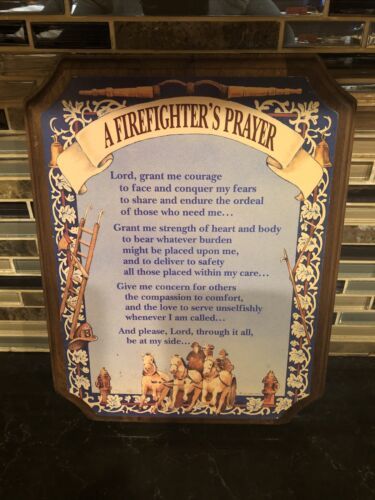 A FIREFIGHTER'S PRAYER
Lord, grant me courage
to face and conquer my fears
to share and endure the ordeal
of those who need me...
Grant me strength of heart and body
to bear whatever burden
might be placed upon me,
and to deliver to safety
all those placed within my care...
Give me concern for others
the compassion to comfort,
and the love to serve unselfishly
whenever I am called...
And please, Lord, through it all,
be at my side...